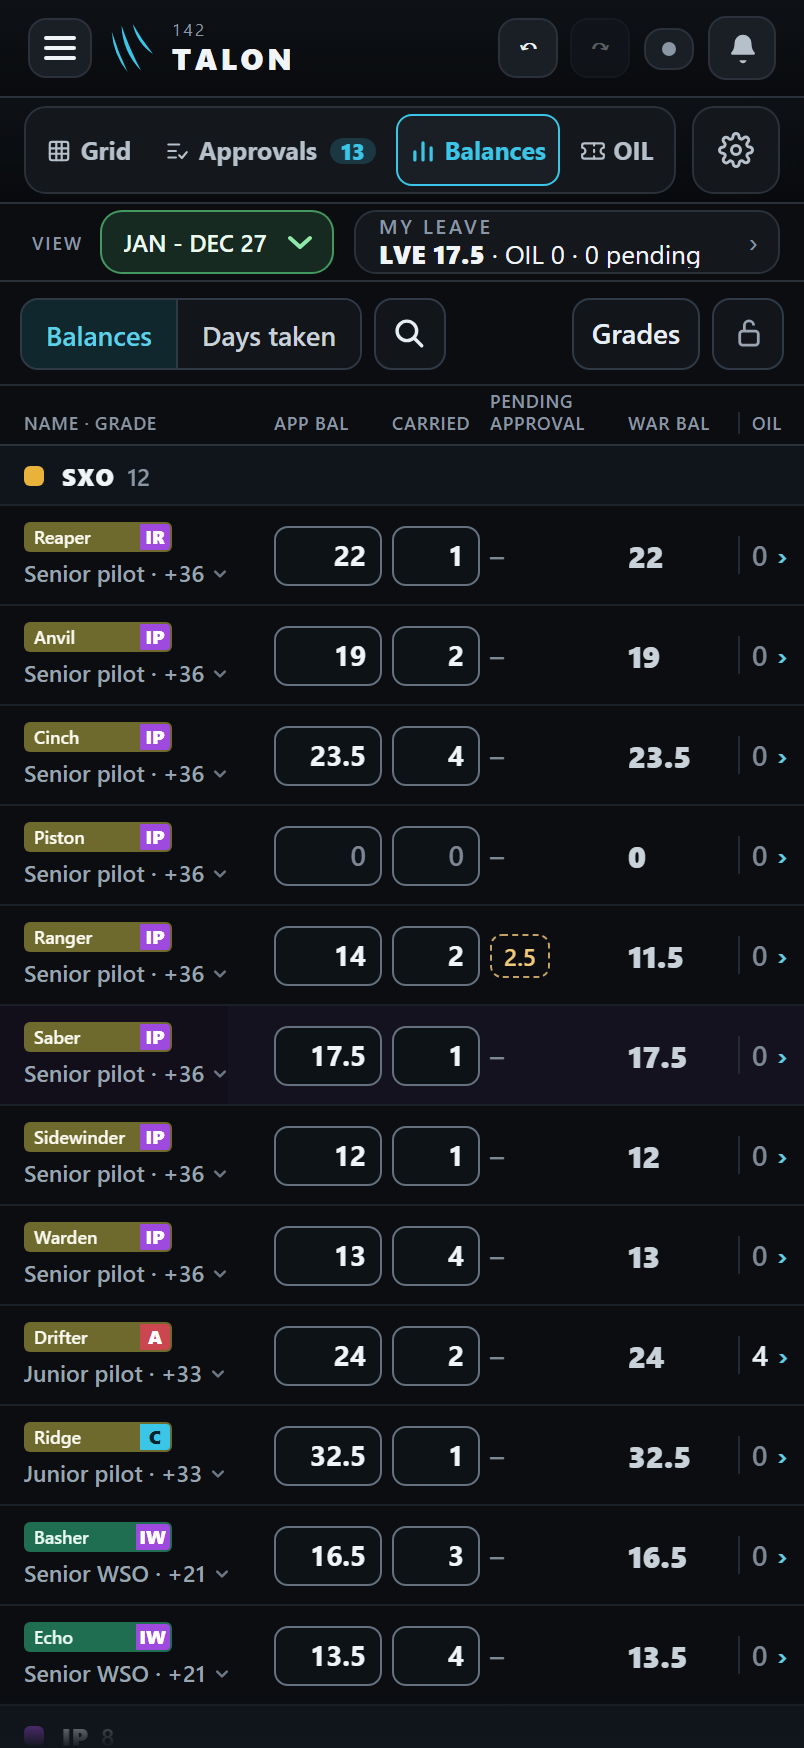 142
TALON
Grid
Approvals 13
Balances
OIL
VIEW
JAN - DEC 27
MY LEAVE
LVE 17.5 · OIL 0 · 0 pending
Balances
Days taken
Grades
NAME · GRADE APP BAL CARRIED PENDING APPROVAL WAR BAL OIL
SXO 12
Reaper IR
Senior pilot · +36
22 1 – 22 0 ›
Anvil IP
Senior pilot · +36
19 2 – 19 0 ›
Cinch IP
Senior pilot · +36
23.5 4 – 23.5 0 ›
Piston IP
Senior pilot · +36
0 0 – 0 0 ›
Ranger IP
Senior pilot · +36
14 2 2.5 11.5 0 ›
Saber IP
Senior pilot · +36
17.5 1 – 17.5 0 ›
Sidewinder IP
Senior pilot · +36
12 1 – 12 0 ›
Warden IP
Senior pilot · +36
13 4 – 13 0 ›
Drifter A
Junior pilot · +33
24 2 – 24 4 ›
Ridge C
Junior pilot · +33
32.5 1 – 32.5 0 ›
Basher IW
Senior WSO · +21
16.5 3 – 16.5 0 ›
Echo IW
Senior WSO · +21
13.5 4 – 13.5 0 ›
IP 8